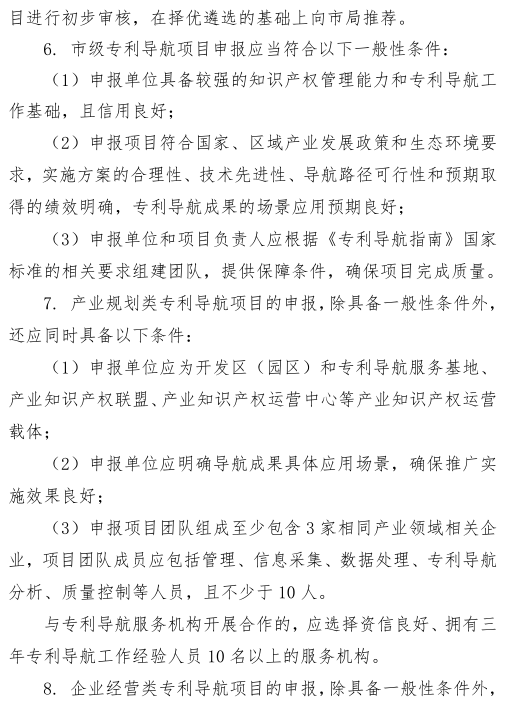 目进行初步审核，在择优遴选的基础上向市局推荐。
6. 市级专利导航项目申报应当符合以下一般性条件：
（1）申报单位具备较强的知识产权管理能力和专利导航工
作基础，且信用良好；
（2）申报项目符合国家、区域产业发展政策和生态环境要
求，实施方案的合理性、技术先进性、导航路径可行性和预期取
得的绩效明确，专利导航成果的场景应用预期良好；
（3）申报单位和项目负责人应根据《专利导航指南》国家
标准的相关要求组建团队，提供保障条件，确保项目完成质量。
7. 产业规划类专利导航项目的申报，除具备一般性条件外，
还应同时具备以下条件：
（1）申报单位应为开发区（园区）和专利导航服务基地、
产业知识产权联盟、产业知识产权运营中心等产业知识产权运营
载体；
（2）申报单位应明确导航成果具体应用场景，确保推广实
施效果良好；
（3）申报项目团队组成至少包含 3 家相同产业领域相关企
业，项目团队成员应包括管理、信息采集、数据处理、专利导航
分析、质量控制等人员，且不少于 10 人。
与专利导航服务机构开展合作的，应选择资信良好、拥有三
年专利导航工作经验人员 10 名以上的服务机构。
8. 企业经营类专利导航项目的申报，除具备一般性条件外，